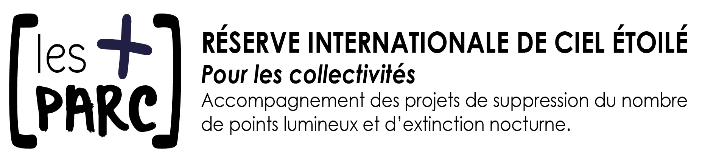 [les +
PARC]
RÉSERVE INTERNATIONALE DE CIEL ÉTOILÉ
Pour les collectivités
Accompagnement des projets de suppression du nombre
de points lumineux et d'extinction nocturne.